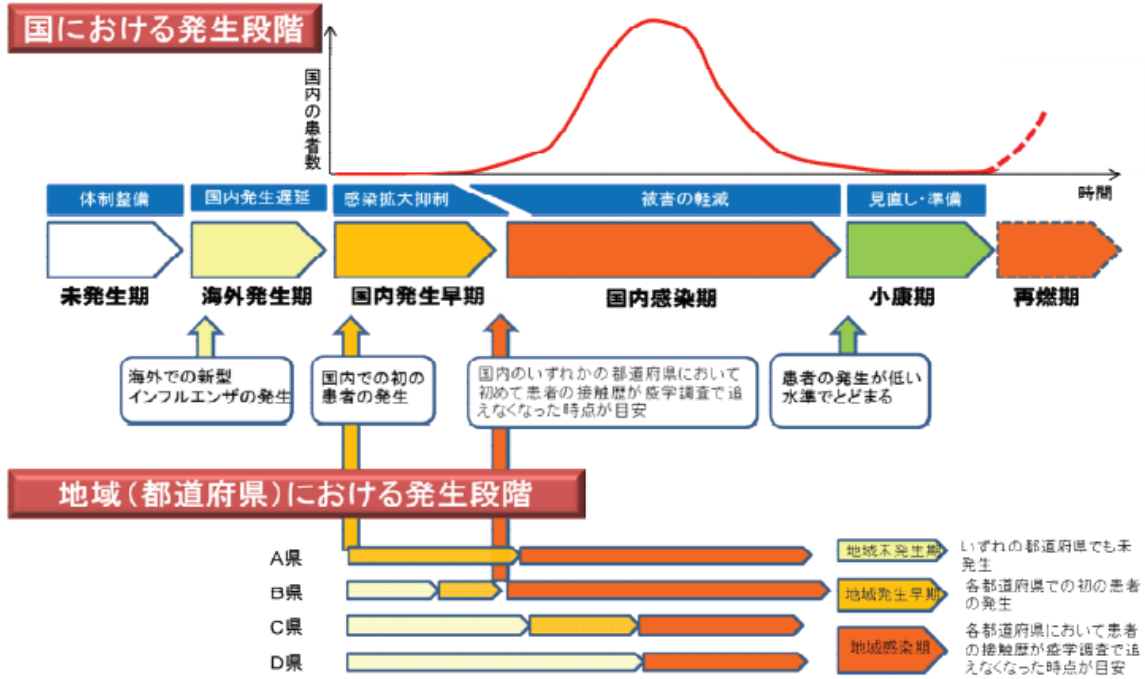 国における発生段階
国内の患者数
時間
体制整備
国内発生遅延
感染拡大抑制
被害の軽減
見直し・準備
未発生期
海外発生期
国内発生早期
国内感染期
小康期
再燃期
海外での新型
インフルエンザの発生
国内での初の
患者の発生
国内のいずれかの都道府県において
初めて患者の接触歴が疫学調査で追
えなくなった時点が目安
患者の発生が低い
水準でとどまる
地域(都道府県)における発生段階
A県
B県
C県
D県
地域未発生期
いずれの都道府県でも未
発生
地域発生早期
各都道府県での初の患者
の発生
地域感染期
各都道府県において患者
の接触歴が疫学調査で追
えなくなった時点が目安